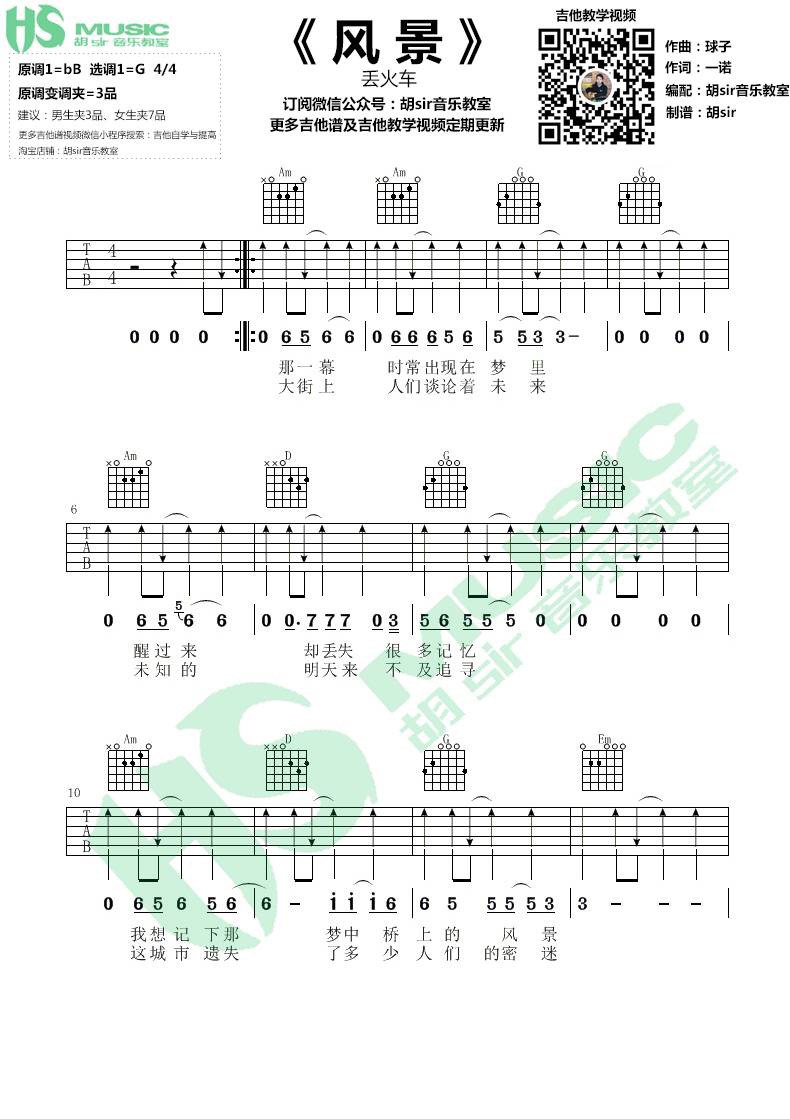 HS MUSIC
胡 sir 音乐教室
原调1=bB 选调1=G 4/4
原调变调夹=3品
建议：男生夹3品、女生夹7品
更多吉他谱视频微信小程序搜索：吉他自学与提高
淘宝店铺：胡sir音乐教室
《风景》
丢火车
订阅微信公众号：胡sir音乐教室
更多吉他谱及吉他教学视频定期更新
吉他教学视频
作曲：球子
作词：一诺
编配：胡sir音乐教室
制谱：胡sir
Am Am G G
T A B 4 4
0 0 0 0 0 6 5 6 6 0 6 6 6 5 6 5 5 3 3 - 0 0 0 0
那一幕 时常出现在 梦 里
大街上 人们谈论着 未 来
Am D G G
6
T A B
0 6 5 5 6 6 0 0. 7 7 7 0 3 5 6 5 5 5 0 0 0 0 0
醒过来 却丢失 很 多记忆
未知的 明天来 不 及追寻
Am D G Em
10
T A B
0 6 5 6 5 6 6 6 - i i i 6 6 5 5 5 5 3 3 - - -
我想记 下那 梦中 桥 上的 风 景
这城市 遗失 了多 少 人们 的密 迷
HS MUSIC
胡 sir 音乐教室